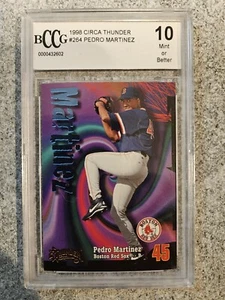 BCCG
0000432602
1998 CIRCA THUNDER
#264 PEDRO MARTINEZ
10
Mint
or
Better
Martinez
Pedro Martinez
Boston Red Sox
45